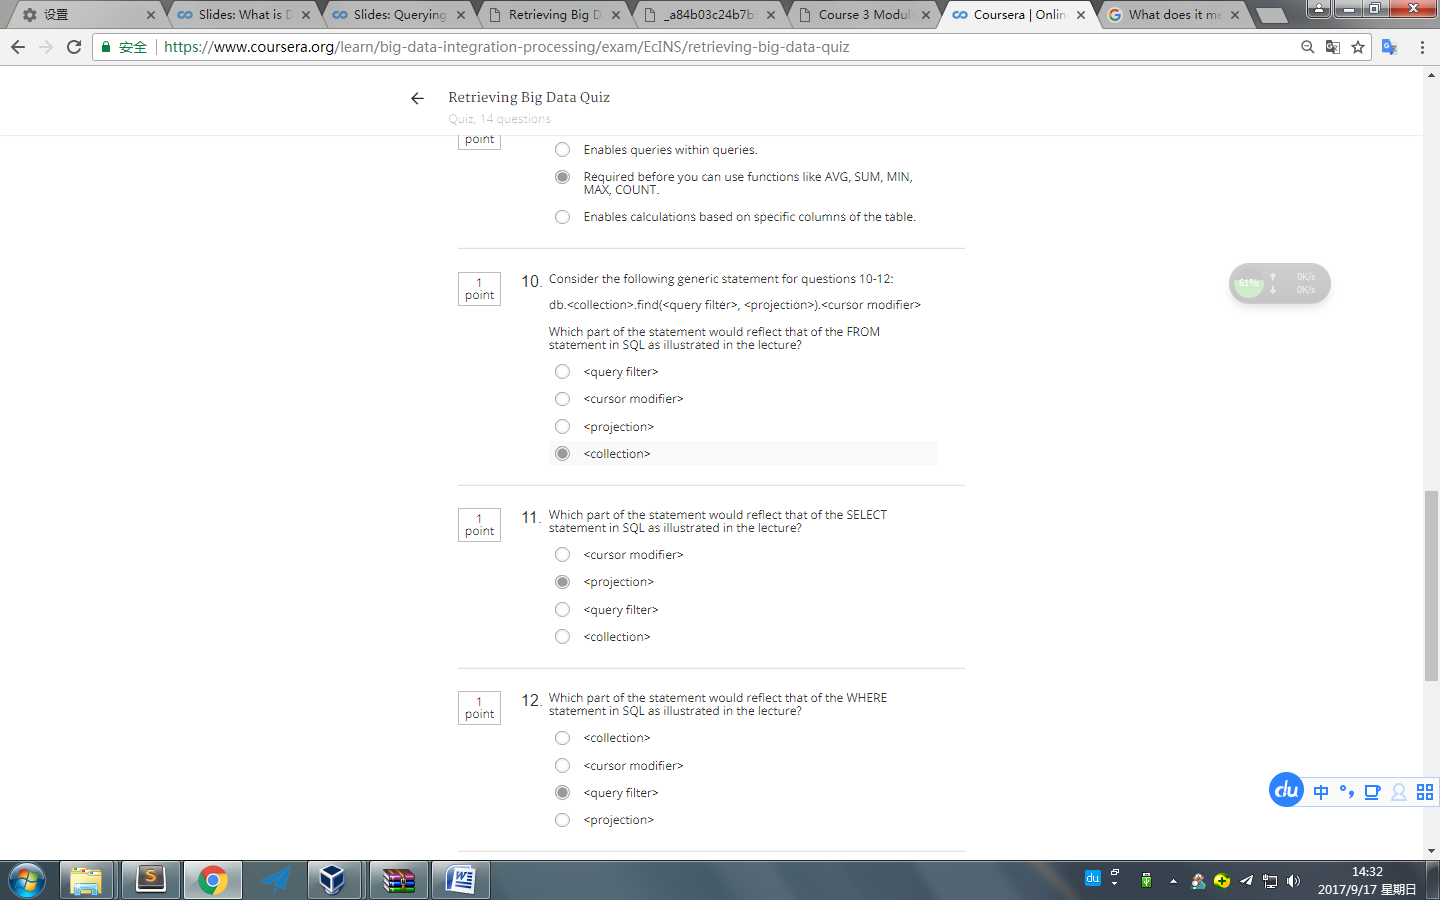 设置
Slides: What is D
Slides: Querying
Retrieving Big D
_a84b03c24b7b
Course 3 Modul
Coursera | Onlin
What does it me
安全
https://www.coursera.org/learn/big-data-integration-processing/exam/EcINS/retrieving-big-data-quiz
Retrieving Big Data Quiz
Quiz, 14 questions
point
Enables queries within queries.
Required before you can use functions like AVG, SUM, MIN,
MAX, COUNT.
Enables calculations based on specific columns of the table.
1
point
10.
Consider the following generic statement for questions 10-12:
db.<collection>.find(<query filter>, <projection>).<cursor modifier>
Which part of the statement would reflect that of the FROM
statement in SQL as illustrated in the lecture?
<query filter>
<cursor modifier>
<projection>
<collection>
61%
0K/s
0K/s
1
point
11.
Which part of the statement would reflect that of the SELECT
statement in SQL as illustrated in the lecture?
<cursor modifier>
<projection>
<query filter>
<collection>
1
point
12.
Which part of the statement would reflect that of the WHERE
statement in SQL as illustrated in the lecture?
<collection>
<cursor modifier>
<query filter>
<projection>
du
中
du
14:32
2017/9/17 星期日